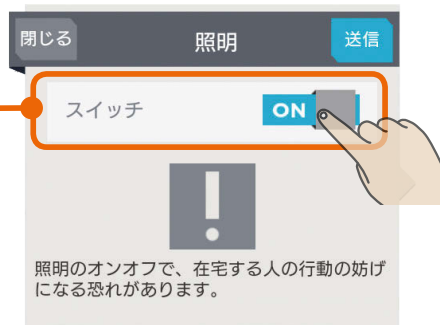 閉じる 照明 送信
スイッチ ON
照明のオンオフで、在宅する人の行動の妨げ
になる恐れがあります。